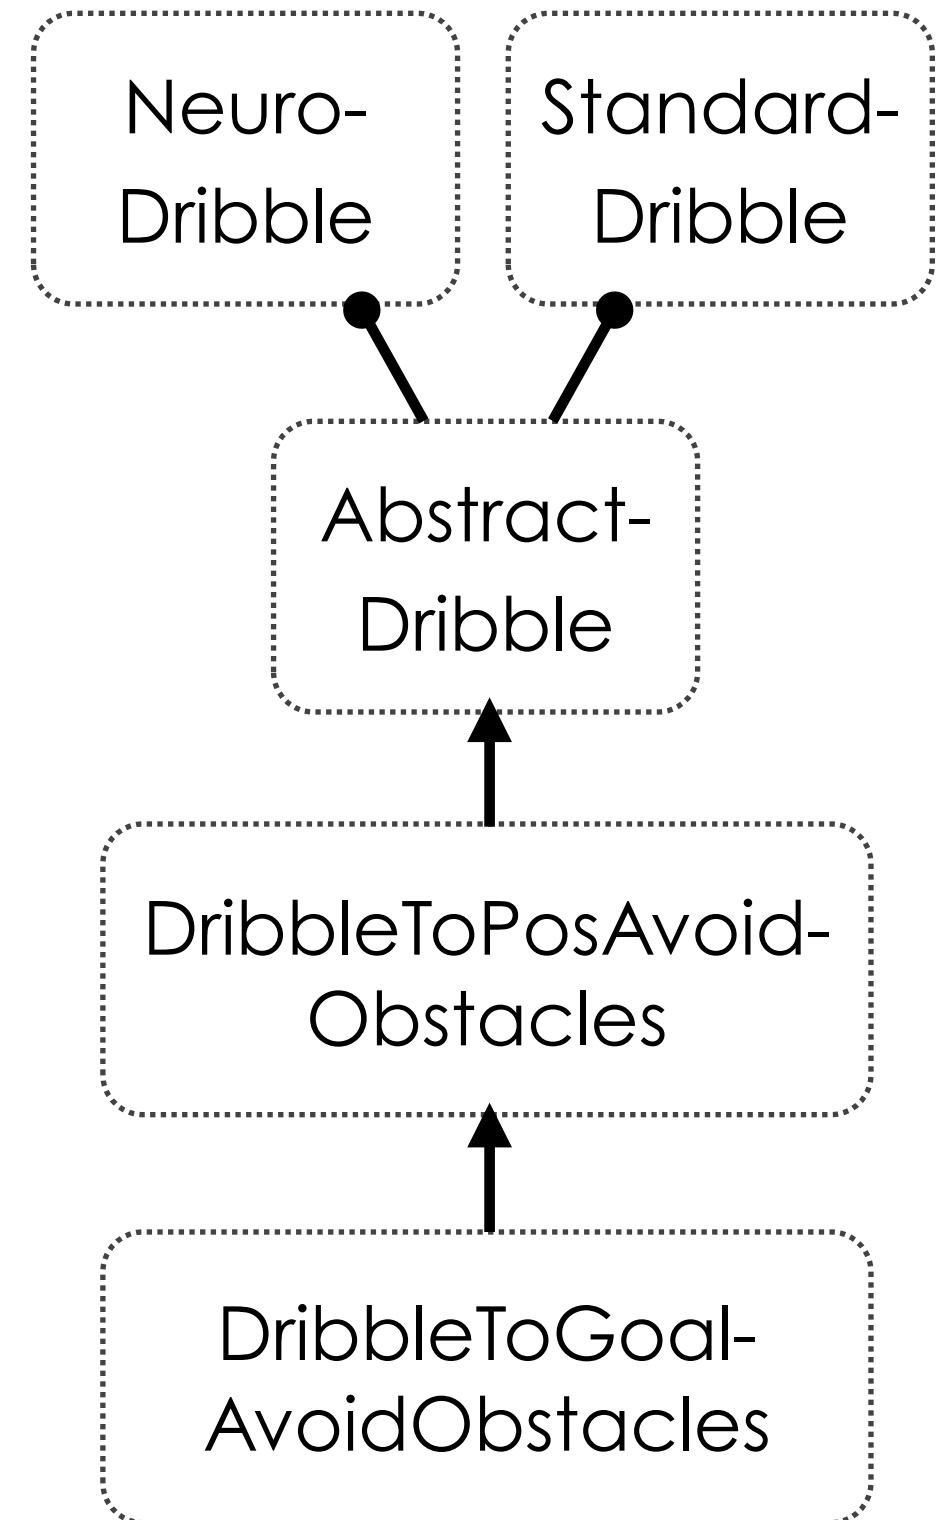 Neuro-
Dribble
Standard-
Dribble
Abstract-
Dribble
DribbleToPosAvoid-
Obstacles
DribbleToGoal-
AvoidObstacles